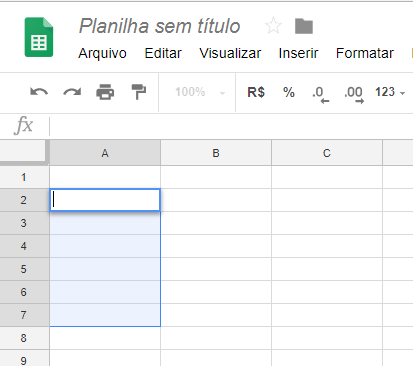 Planilha sem título
Arquivo Editar Visualizar Inserir Formatar
100% R$ % .0 .00 123
fx
A B C
1
2
3
4
5
6
7
8
9